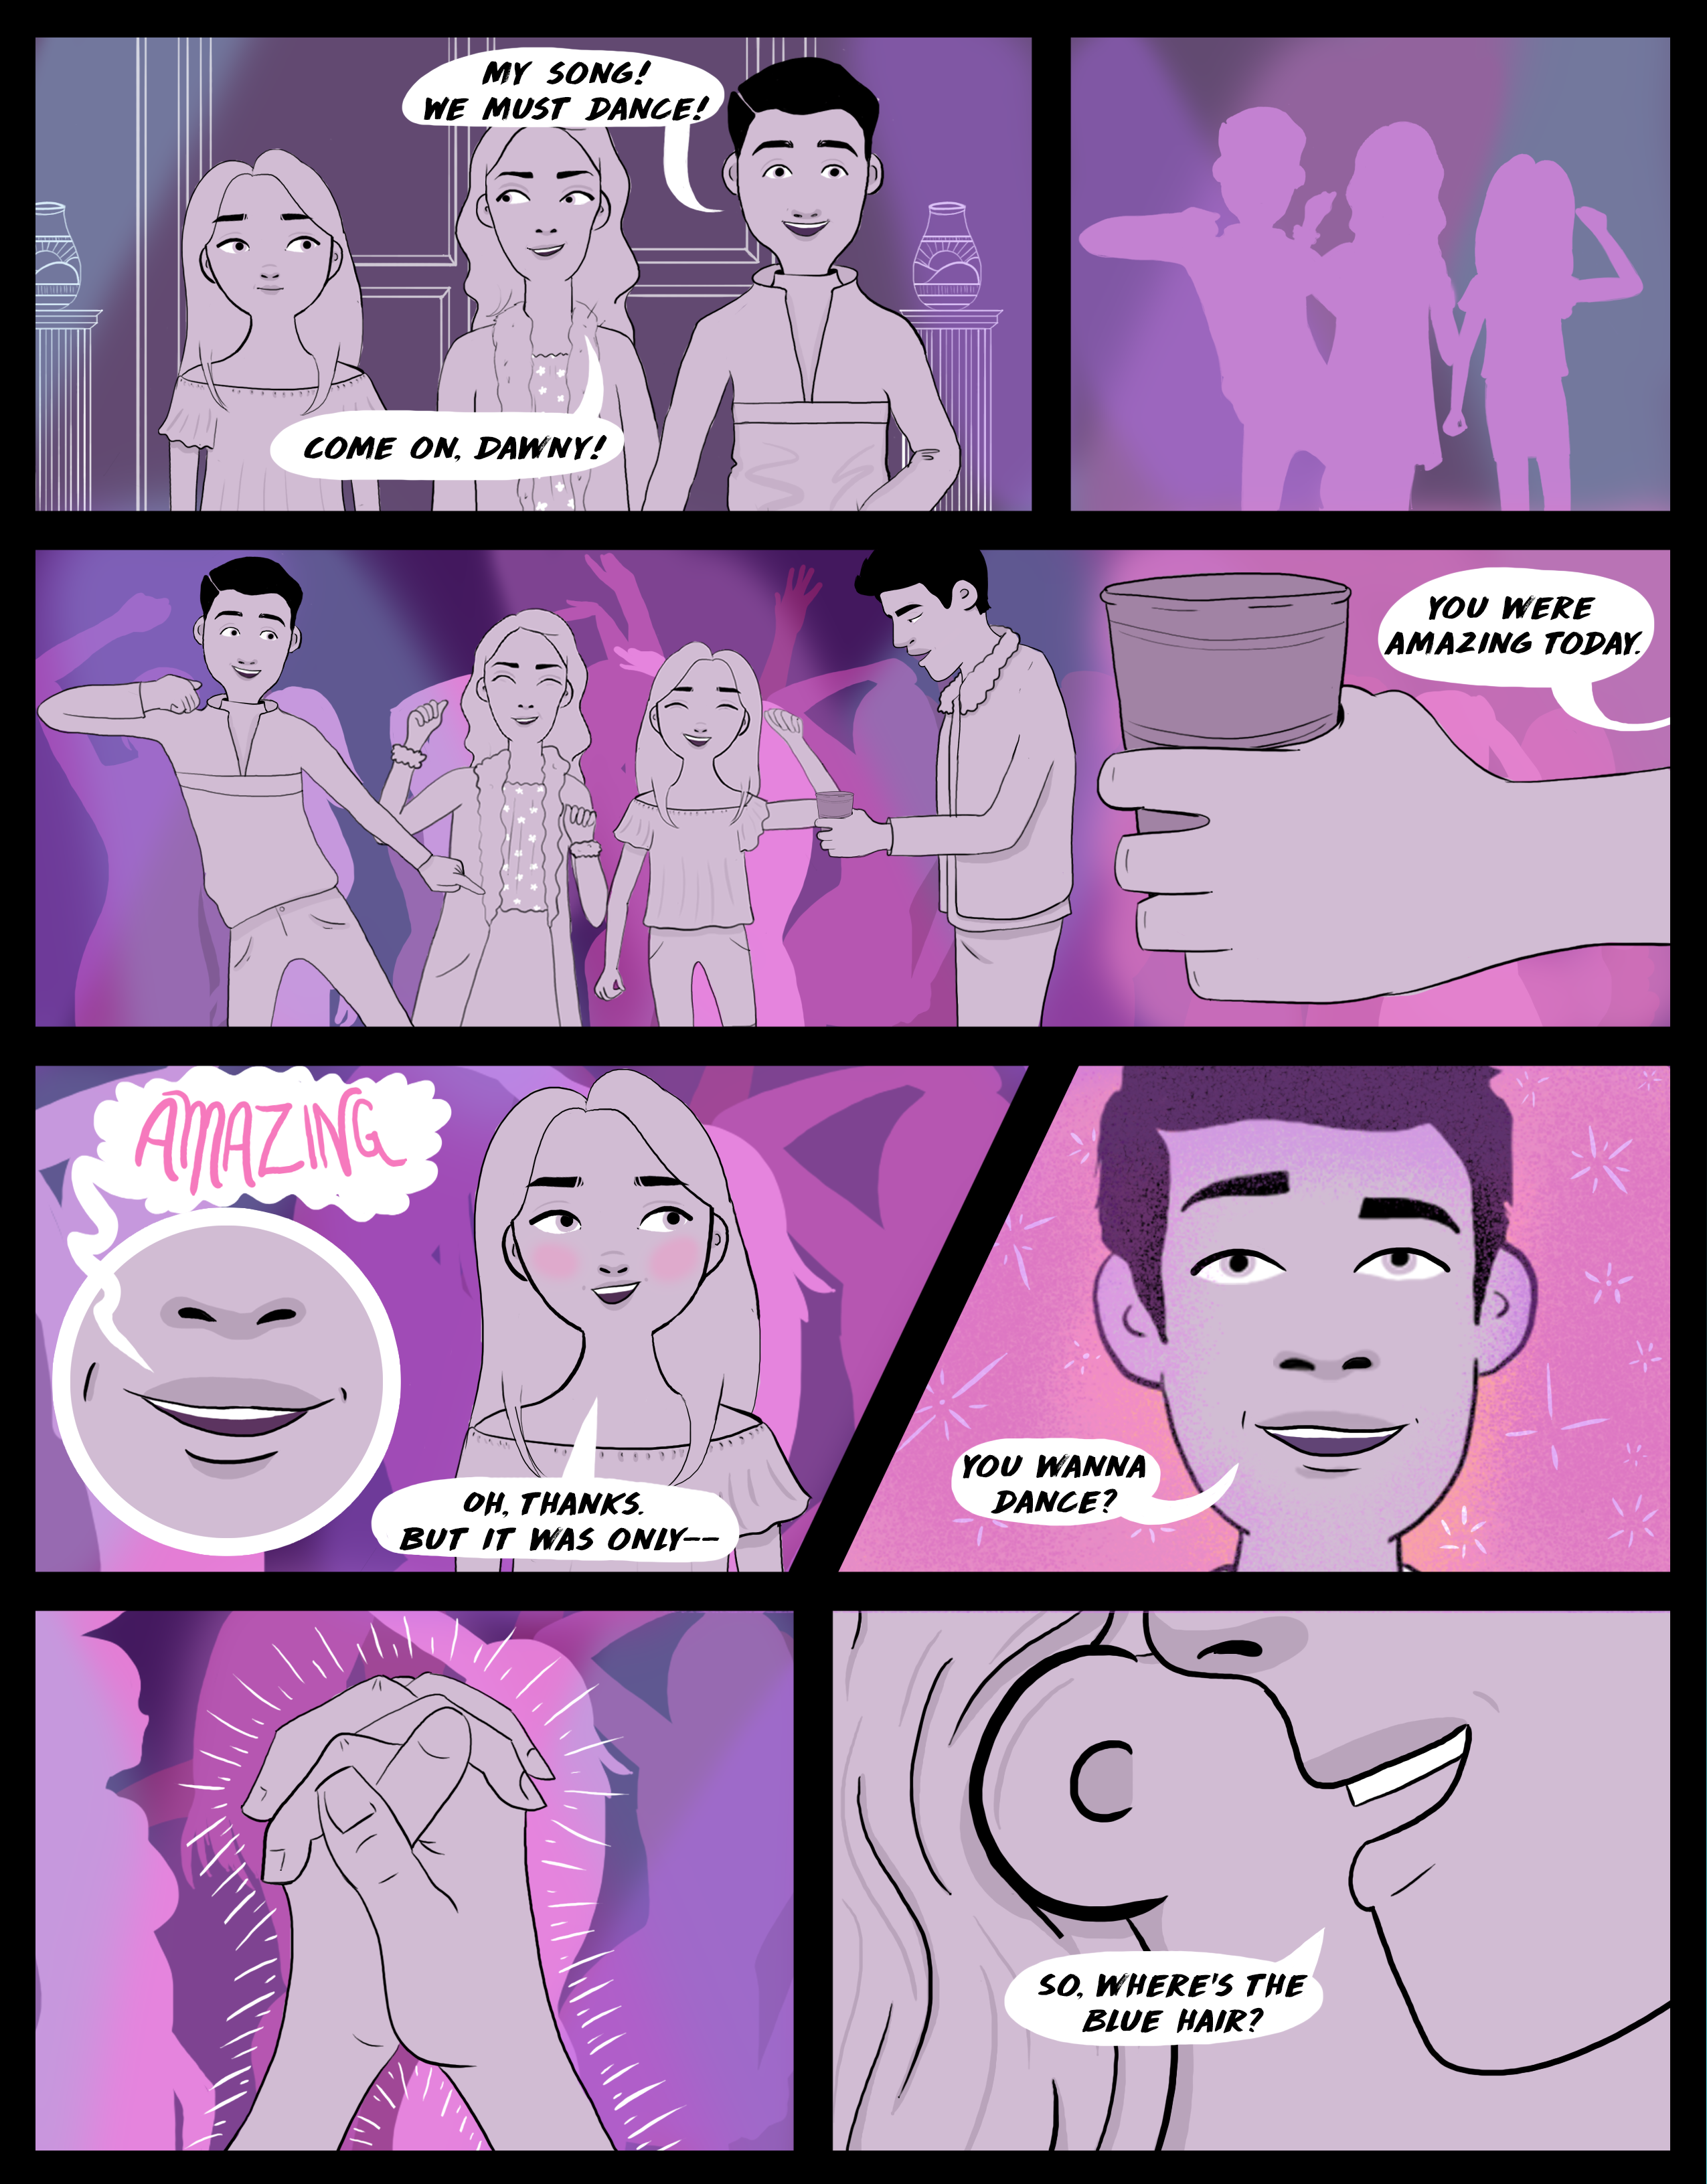 MY SONG!
WE MUST DANCE!
COME ON, DAWNY!
YOU WERE
AMAZING TODAY.
AMAZING
OH, THANKS.
BUT IT WAS ONLY--
YOU WANNA
DANCE?
SO, WHERE'S THE
BLUE HAIR?